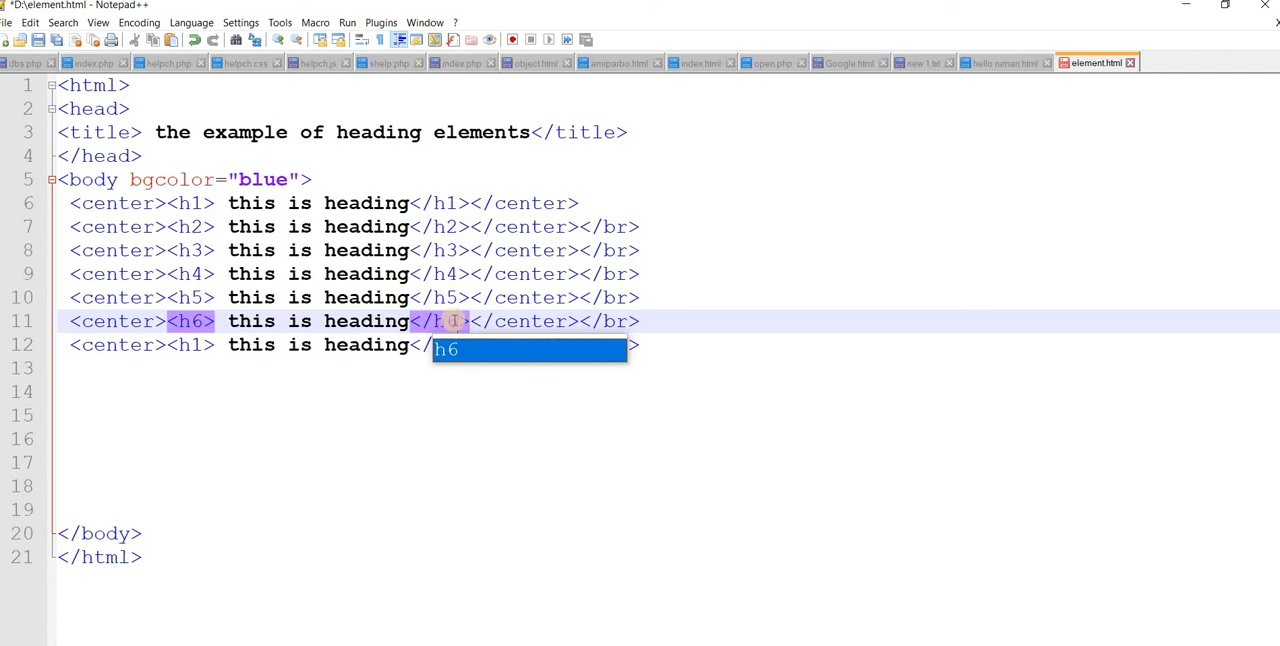 *D:\element.html - Notepad++
File Edit Search View Encoding Language Settings Tools Macro Run Plugins Window ?
dbs.php index.php helpch.php helpch.css helpch.js shelp.php index.php object.html amiparbo.html index.html open.php Google.html new 1.txt hello ruman.html element.html
1 <html>
2 <head>
3 <title> the example of heading elements</title>
4 </head>
5 <body bgcolor="blue">
6 <center><h1> this is heading</h1></center>
7 <center><h2> this is heading</h2></center></br>
8 <center><h3> this is heading</h3></center></br>
9 <center><h4> this is heading</h4></center></br>
10 <center><h5> this is heading</h5></center></br>
11 <center><h6> this is heading</h6></center></br>
12 <center><h1> this is heading</ >
h6
13
14
15
16
17
18
19
20 </body>
21 </html>